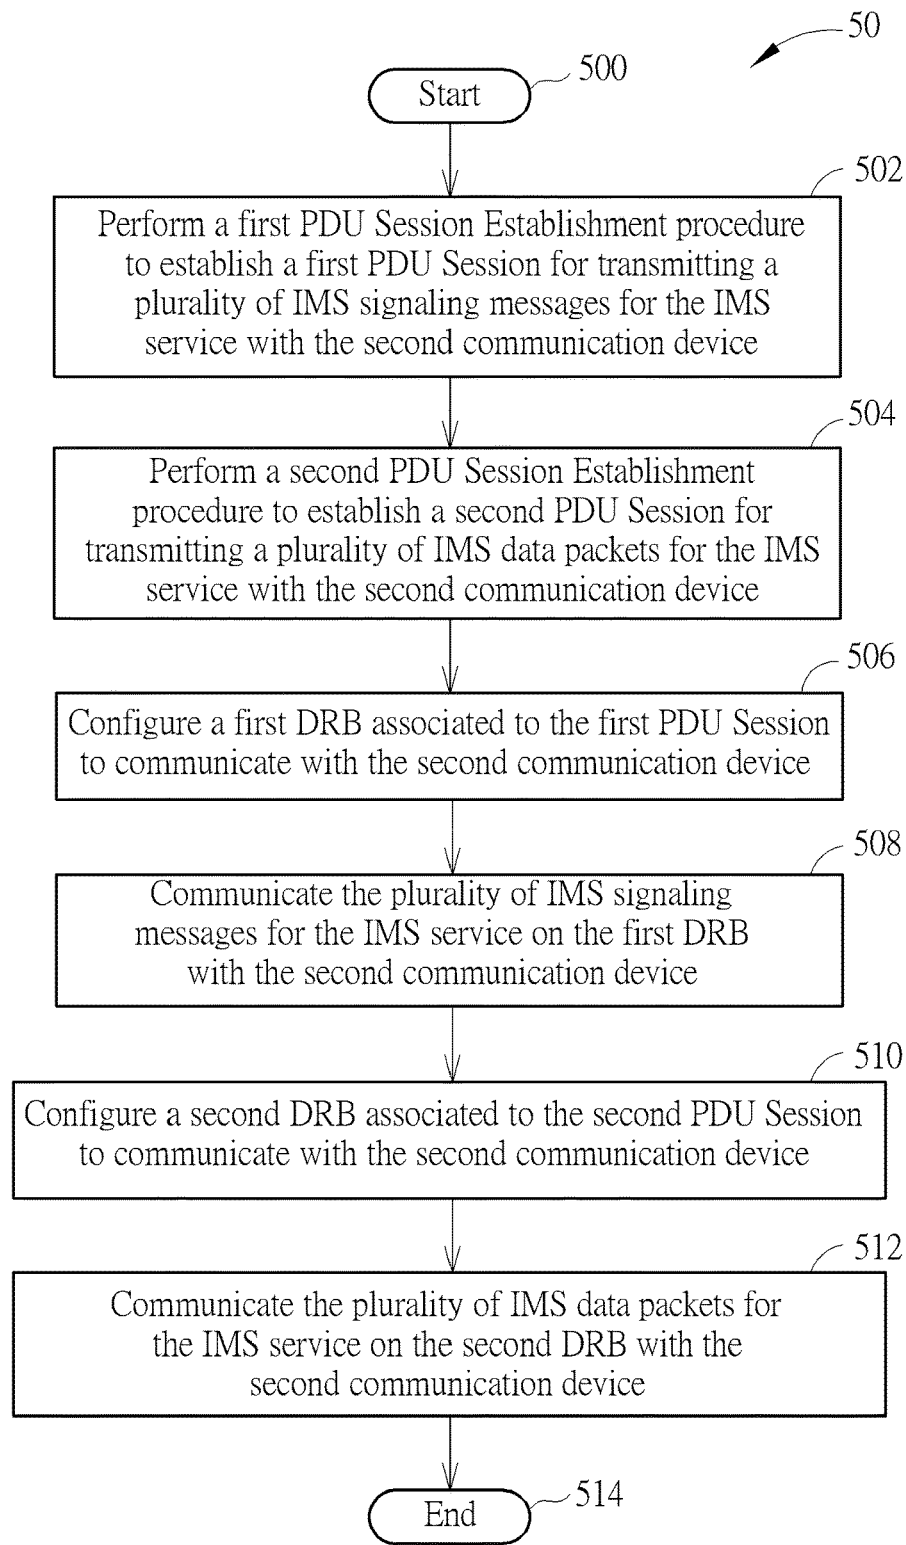 50
Start
500
502
Perform a first PDU Session Establishment procedure
to establish a first PDU Session for transmitting a
plurality of IMS signaling messages for the IMS
service with the second communication device
504
Perform a second PDU Session Establishment
procedure to establish a second PDU Session for
transmitting a plurality of IMS data packets for the IMS
service with the second communication device
506
Configure a first DRB associated to the first PDU Session
to communicate with the second communication device
508
Communicate the plurality of IMS signaling
messages for the IMS service on the first DRB
with the second communication device
510
Configure a second DRB associated to the second PDU Session
to communicate with the second communication device
512
Communicate the plurality of IMS data packets for
the IMS service on the second DRB with the
second communication device
End
514